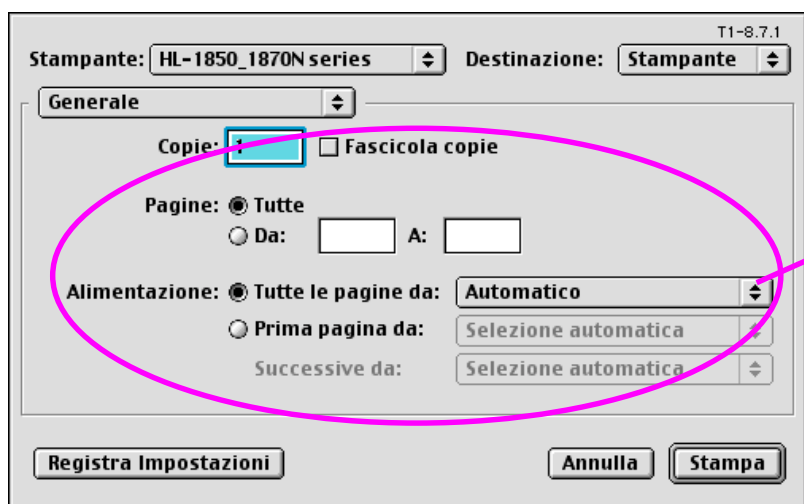 T1-8.7.1
Stampante: HL-1850_1870N series Destinazione: Stampante
Generale
Copie: 1 Fascicola copie
Pagine: Tutte
Da: A:
Alimentazione: Tutte le pagine da: Automatico
Prima pagina da: Selezione automatica
Successive da: Selezione automatica
Registra Impostazioni Annulla Stampa